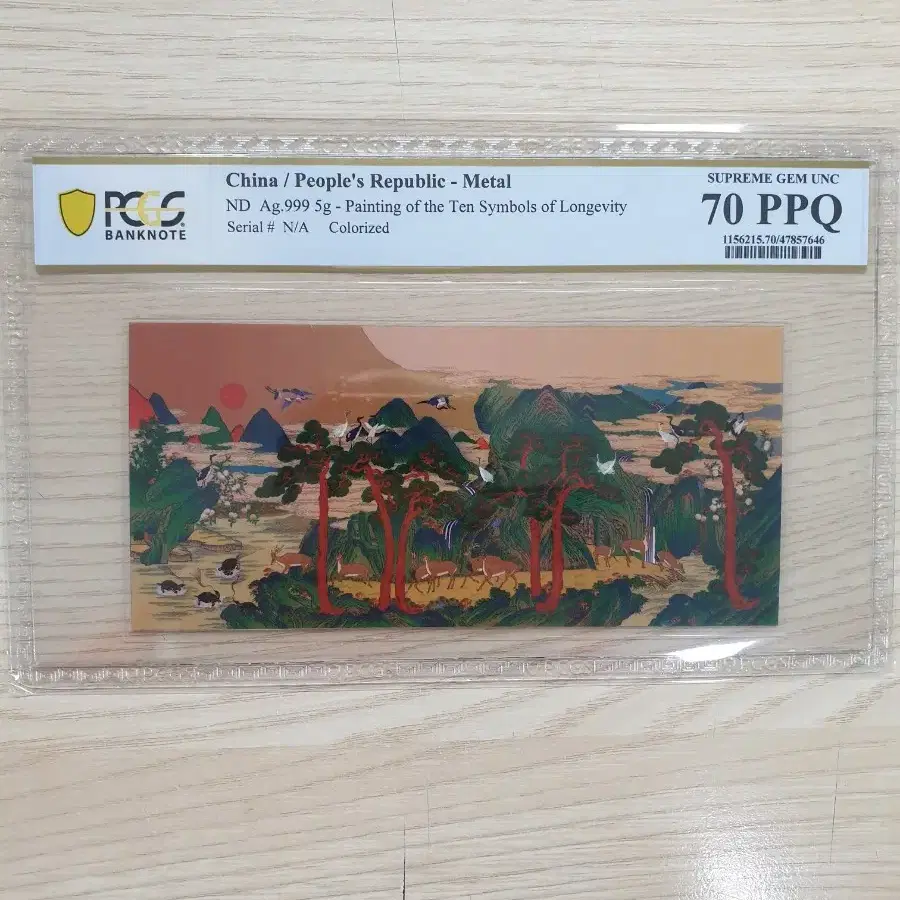 PCGS
BANKNOTE
China / People's Republic - Metal
ND Ag.999 5g - Painting of the Ten Symbols of Longevity
Serial # N/A Colorized
SUPREME GEM UNC
70 PPQ
1156215.70/47857646